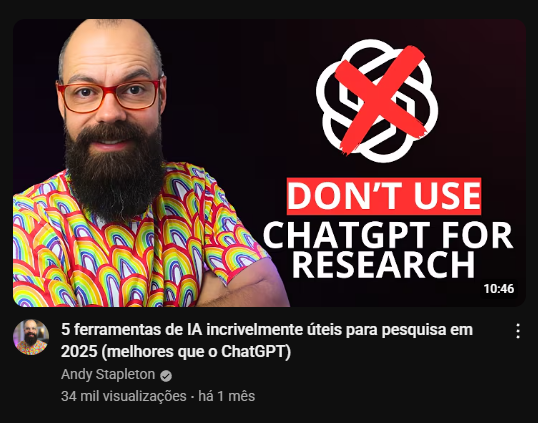 DON'T USE
CHATGPT FOR
RESEARCH
10:46
5 ferramentas de IA incrivelmente úteis para pesquisa em
2025 (melhores que o ChatGPT)
Andy Stapleton
34 mil visualizações · há 1 mês